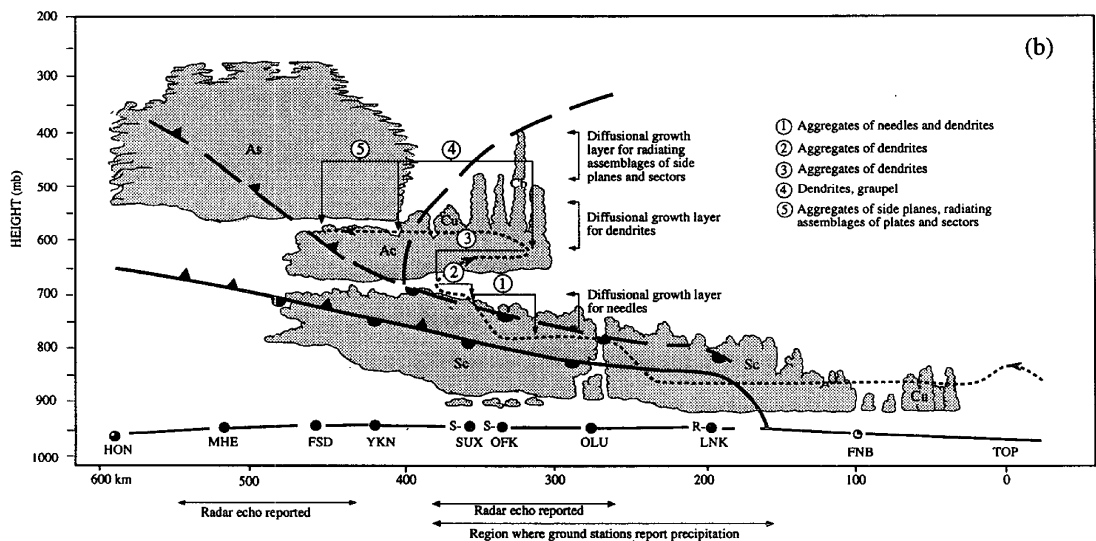 (b)
HEIGHT (mb)
200
300
400
500
600
700
800
900
1000
As
Ac
Cu
Sc
Sc
Cu
⑤
④
③
②
①
Diffusional growth
layer for radiating
assemblages of side
planes and sectors
Diffusional growth layer
for dendrites
Diffusional growth layer
for needles
① Aggregates of needles and dendrites
② Aggregates of dendrites
③ Aggregates of dendrites
④ Dendrites, graupel
⑤ Aggregates of side planes, radiating
assemblages of plates and sectors
S- S- R-
HON MHE FSD YKN SUX OFK OLU LNK FNB TOP
600 km 500 400 300 200 100 0
Radar echo reported Radar echo reported
Region where ground stations report precipitation